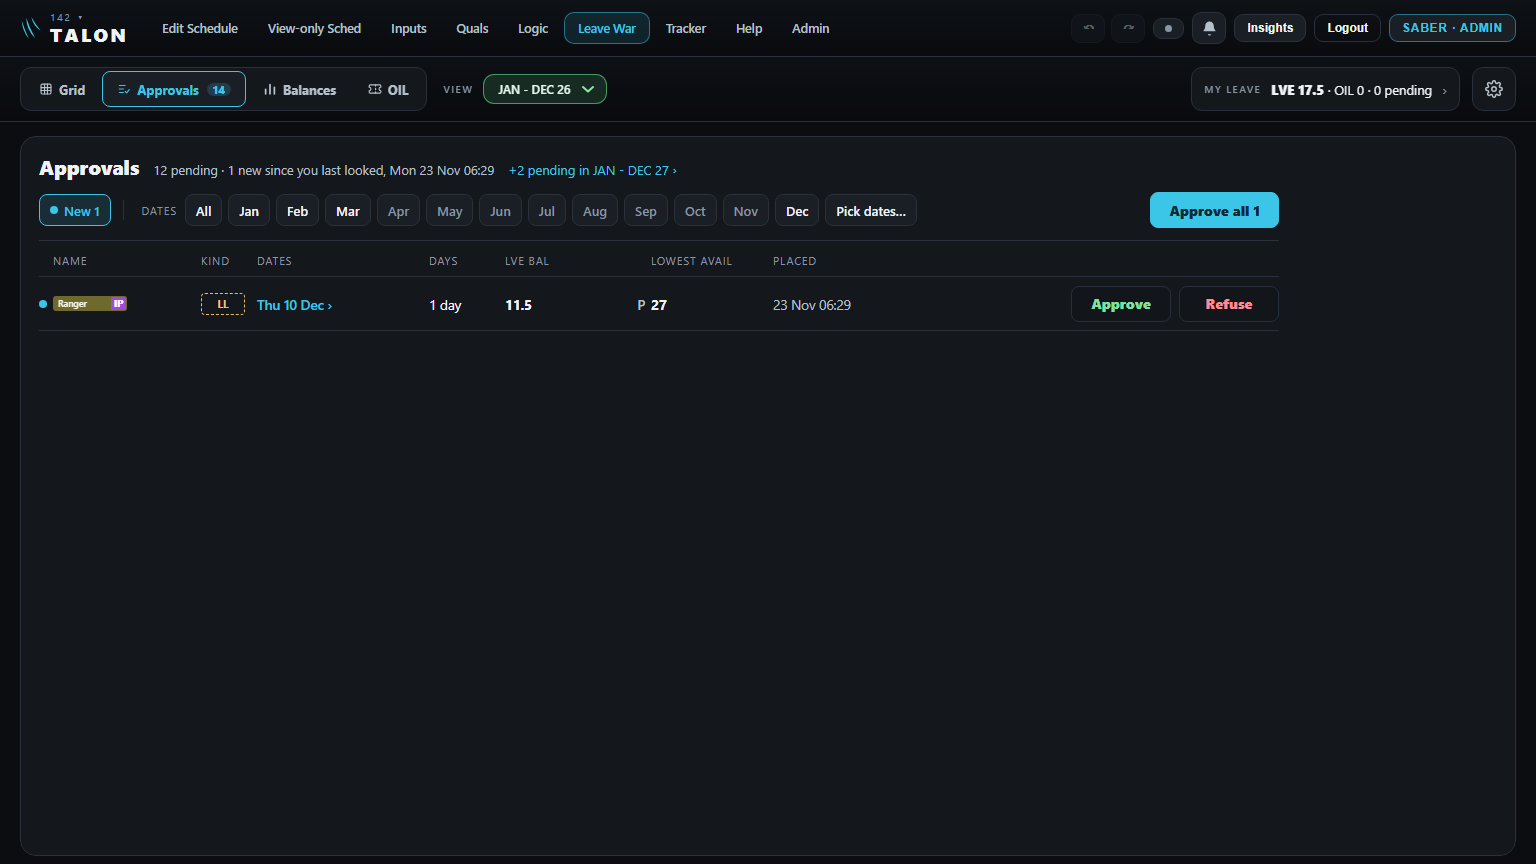 142
TALON
Edit Schedule
View-only Sched
Inputs
Quals
Logic
Leave War
Tracker
Help
Admin
Insights
Logout
SABER · ADMIN
Grid
Approvals 14
Balances
OIL
VIEW
JAN - DEC 26
MY LEAVE LVE 17.5 · OIL 0 · 0 pending ›
Approvals
12 pending · 1 new since you last looked, Mon 23 Nov 06:29
+2 pending in JAN - DEC 27 ›
New 1
DATES
All
Jan
Feb
Mar
Apr
May
Jun
Jul
Aug
Sep
Oct
Nov
Dec
Pick dates...
Approve all 1
NAME KIND DATES DAYS LVE BAL LOWEST AVAIL PLACED
Ranger IP LL Thu 10 Dec › 1 day 11.5 P 27 23 Nov 06:29 Approve Refuse